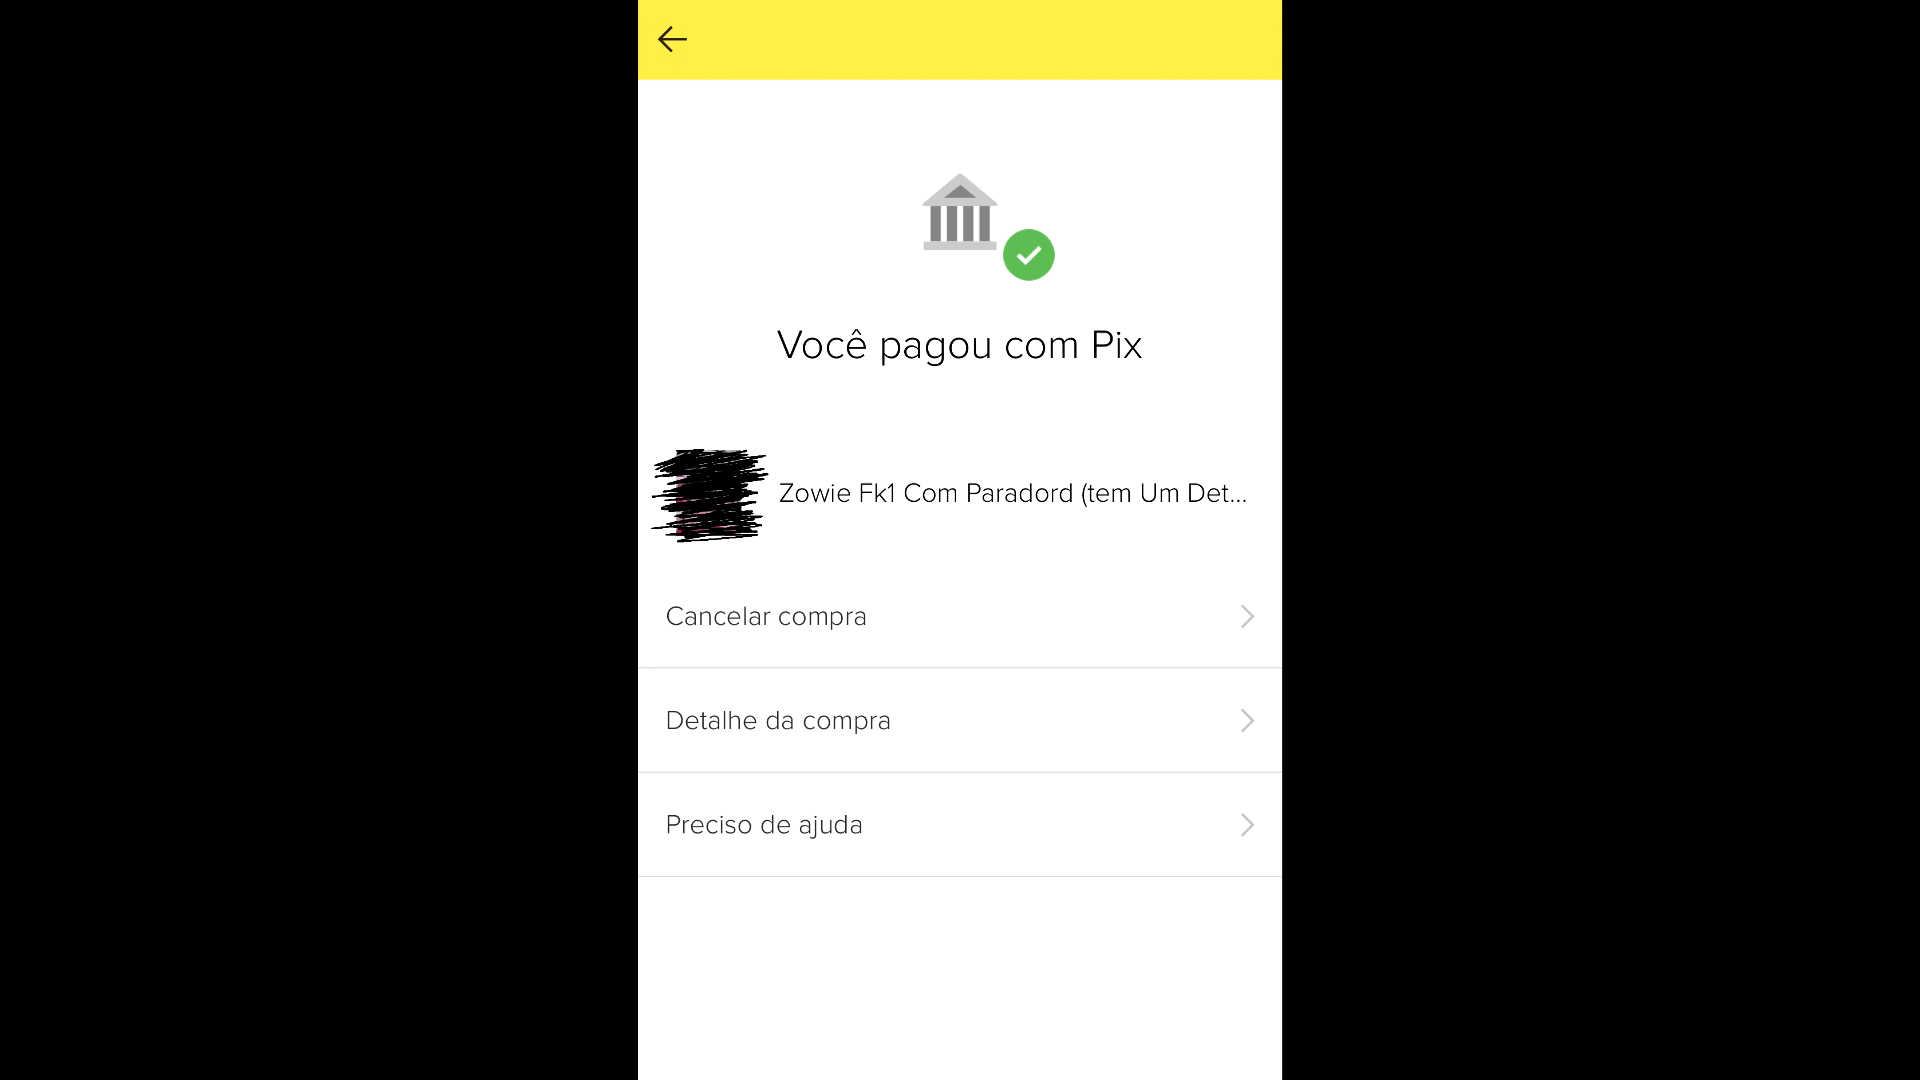 Você pagou com Pix
Zowie Fk1 Com Paradord (tem Um Det...
Cancelar compra
Detalhe da compra
Preciso de ajuda